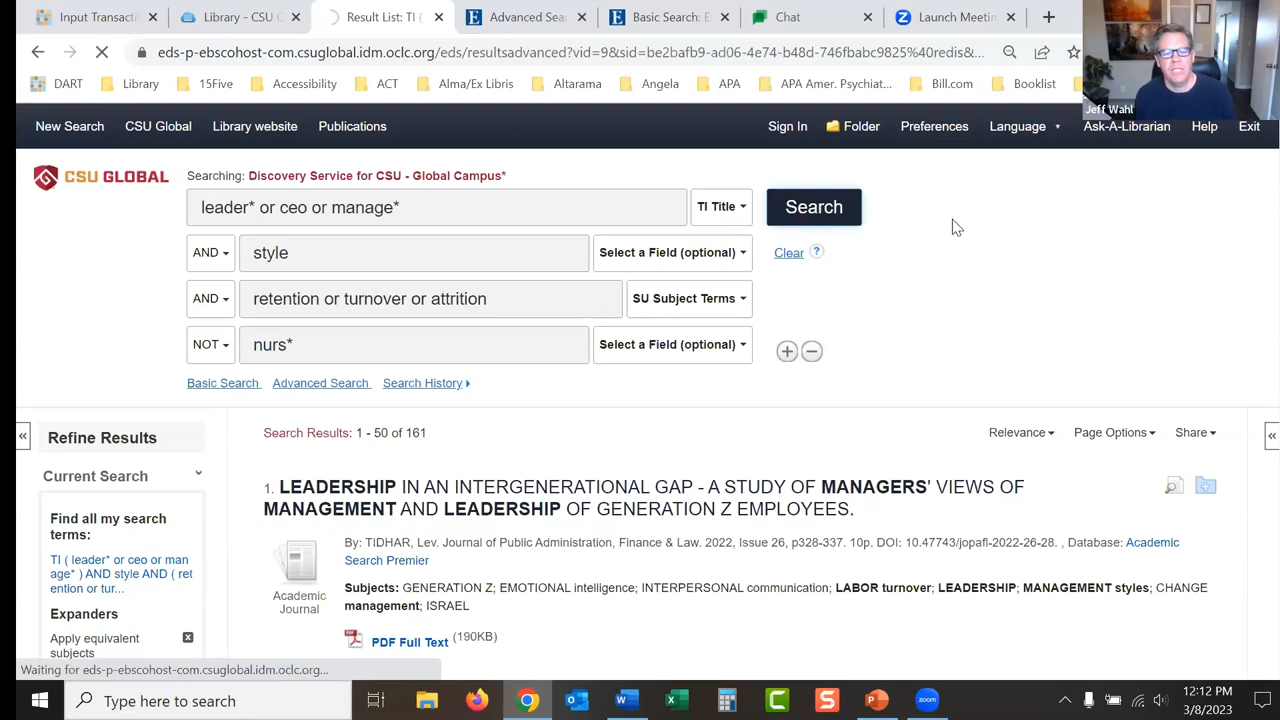 Input Transacti
Library - CSU C
Result List: TI (
Advanced Sear
Basic Search: E
Chat
Launch Meetin
eds-p-ebscohost-com.csuglobal.idm.oclc.org/eds/resultsadvanced?vid=9&sid=be2bafb9-ad06-4e74-b48d-746fbabc9825%40redis&...
DART
Library
15Five
Accessibility
ACT
Alma/Ex Libris
Altarama
Angela
APA
APA Amer. Psychiat...
Bill.com
Booklist
Jeff Wahl
New Search
CSU Global
Library website
Publications
Sign In
Folder
Preferences
Language
Ask-A-Librarian
Help
Exit
CSU GLOBAL
Searching: Discovery Service for CSU - Global Campus*
leader* or ceo or manage*
TI Title
Search
AND
style
Select a Field (optional)
Clear
?
AND
retention or turnover or attrition
SU Subject Terms
NOT
nurs*
Select a Field (optional)
Basic Search
Advanced Search
Search History
Refine Results
Search Results: 1 - 50 of 161
Relevance
Page Options
Share
Current Search
Find all my search
terms:
TI ( leader* or ceo or man
age* ) AND style AND ( ret
ention or tur...
Expanders
Apply equivalent
subjects
1. LEADERSHIP IN AN INTERGENERATIONAL GAP - A STUDY OF MANAGERS' VIEWS OF
MANAGEMENT AND LEADERSHIP OF GENERATION Z EMPLOYEES.
By: TIDHAR, Lev. Journal of Public Administration, Finance & Law. 2022, Issue 26, p328-337. 10p. DOI: 10.47743/jopafl-2022-26-28. , Database: Academic
Search Premier
Academic
Journal
Subjects: GENERATION Z; EMOTIONAL intelligence; INTERPERSONAL communication; LABOR turnover; LEADERSHIP; MANAGEMENT styles; CHANGE
management; ISRAEL
PDF Full Text (190KB)
Waiting for eds-p-ebscohost-com.csuglobal.idm.oclc.org...
Type here to search
12:12 PM
3/8/2023